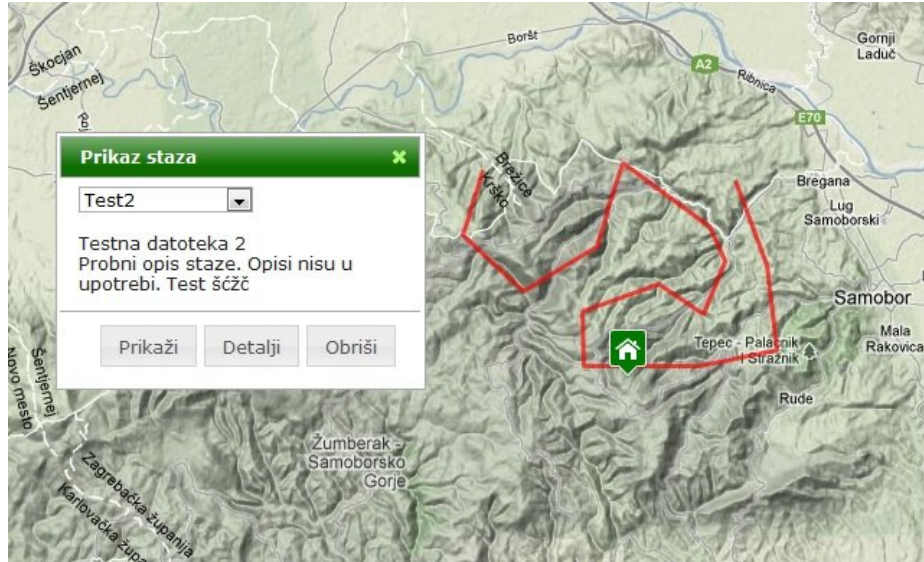 Boršt
Gornji
Laduč
Škocjan
Šentjernej
A2
Ribnica
E70
Prikaz staza
Brežice
Krško
Bregana
Test2
Lug
Samoborski
Testna datoteka 2
Probni opis staze. Opisi nisu u
upotrebi. Test šćžč
Samobor
Prikaži
Detalji
Obriši
Mala
Rakovica
Tepec - Palačnik
I Stražnik
Novo mesto
Šentjernej
Rude
Žumberak -
Samoborsko
Gorje
Zagrebačka županija
Karlovačka župa